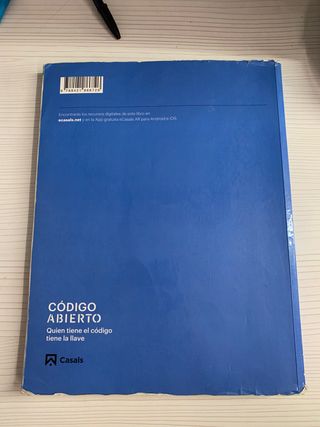 Encontrarás los recursos digitales de este libro en
ecasals.net y en la App gratuita eCasals AR para Android e iOS.
CÓDIGO
ABIERTO
Quien tiene el código
tiene la llave
Casals